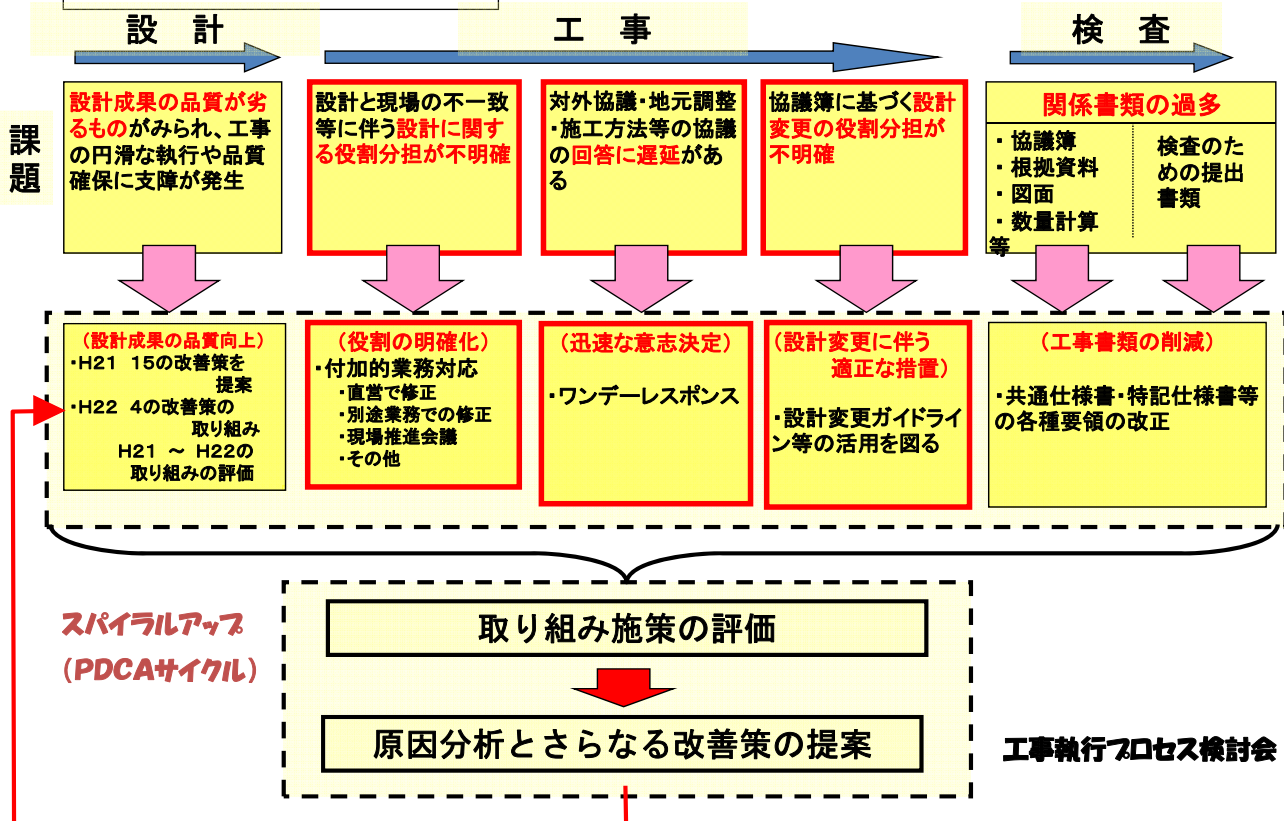 設　計
工　事
検　査
課題
設計成果の品質が劣
るものがみられ、工事
の円滑な執行や品質
確保に支障が発生
設計と現場の不一致
等に伴う設計に関す
る役割分担が不明確
対外協議・地元調整
・施工方法等の協議
の回答に遅延があ
る
協議簿に基づく設計
変更の役割分担が
不明確
関係書類の過多
・協議簿
・根拠資料
・図面
・数量計算
等
検査のた
めの提出
書類
（設計成果の品質向上）
・H21　15の改善策を
提案
・H22　4の改善策の
取り組み
H21　～　H22の
取り組みの評価
（役割の明確化）
・付加的業務対応
・直営で修正
・別途業務での修正
・現場推進会議
・その他
（迅速な意志決定）
・ワンデーレスポンス
（設計変更に伴う
適正な措置）
・設計変更ガイドライ
ン等の活用を図る
（工事書類の削減）
・共通仕様書・特記仕様書等
の各種要領の改正
スパイラルアップ
（PDCAサイクル）
取り組み施策の評価
原因分析とさらなる改善策の提案
工事執行プロセス検討会